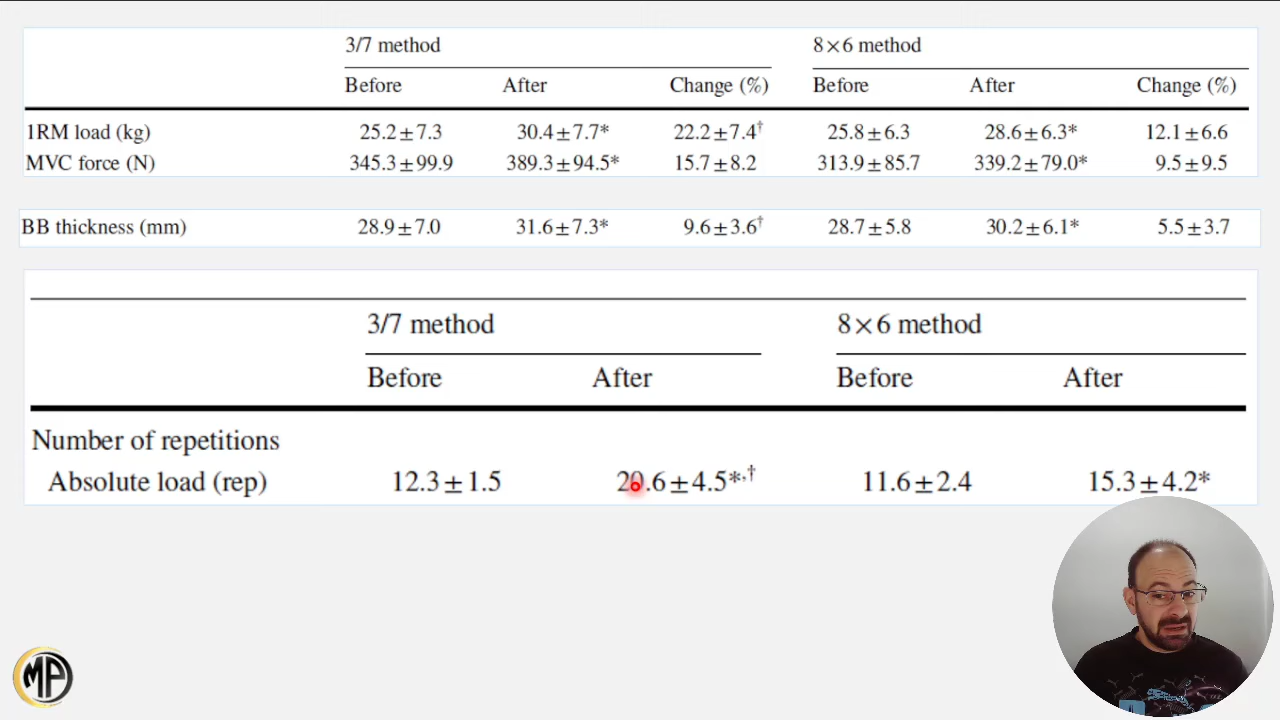 3/7 method 8×6 method
Before After Change (%) Before After Change (%)
1RM load (kg) 25.2±7.3 30.4±7.7* 22.2±7.4† 25.8±6.3 28.6±6.3* 12.1±6.6
MVC force (N) 345.3±99.9 389.3±94.5* 15.7±8.2 313.9±85.7 339.2±79.0* 9.5±9.5
BB thickness (mm) 28.9±7.0 31.6±7.3* 9.6±3.6† 28.7±5.8 30.2±6.1* 5.5±3.7
3/7 method 8×6 method
Before After Before After
Number of repetitions
Absolute load (rep) 12.3±1.5 20.6±4.5*,† 11.6±2.4 15.3±4.2*
MP